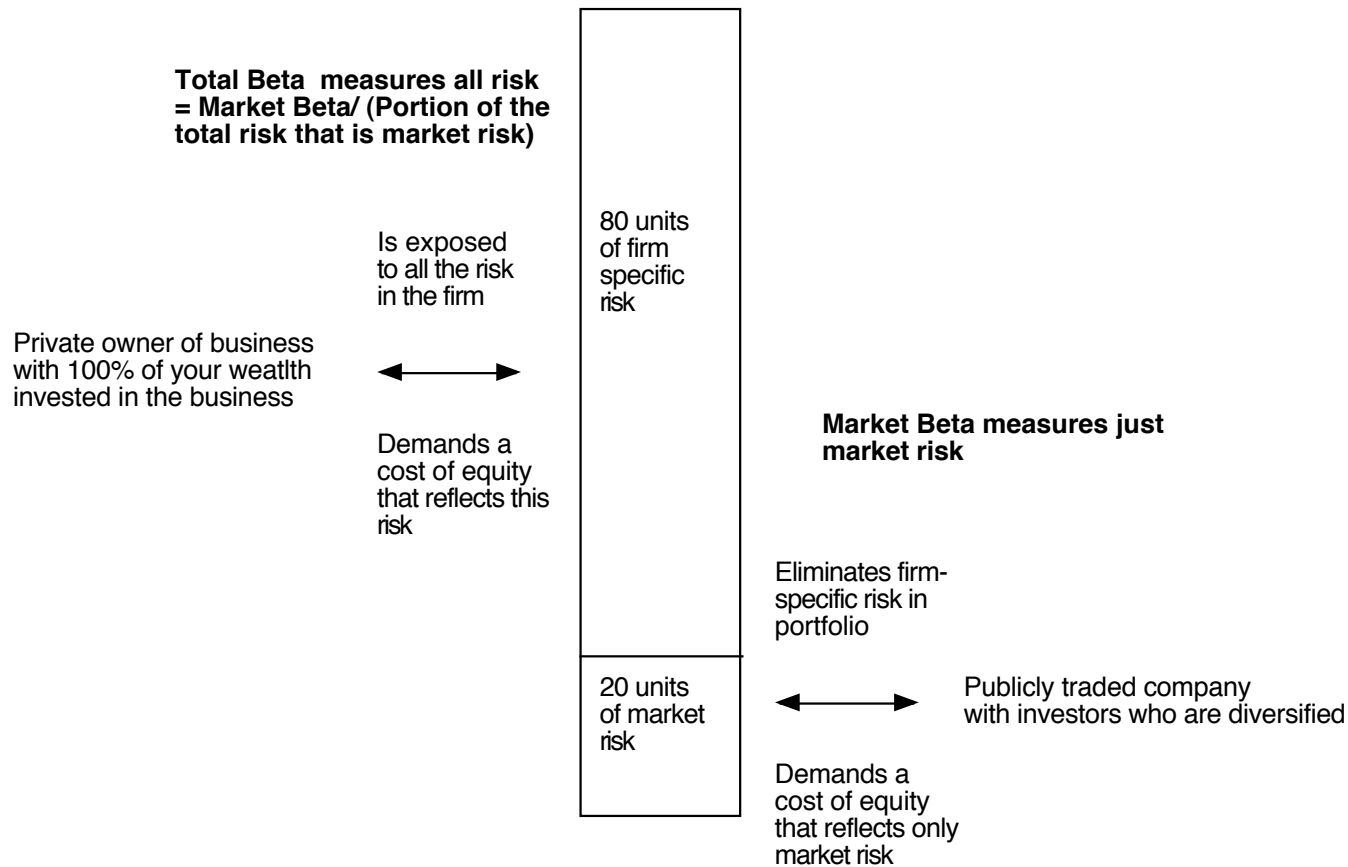 Total Beta  measures all risk
= Market Beta/ (Portion of the
total risk that is market risk)
80 units
of firm
specific
risk
Is exposed
to all the risk
in the firm
Private owner of business
with 100% of your weatlth
invested in the business
Demands a
cost of equity
that reflects this
risk
Market Beta measures just
market risk
Eliminates firm-
specific risk in
portfolio
20 units
of market
risk
Publicly traded company
with investors who are diversified
Demands a
cost of equity
that reflects only
market risk